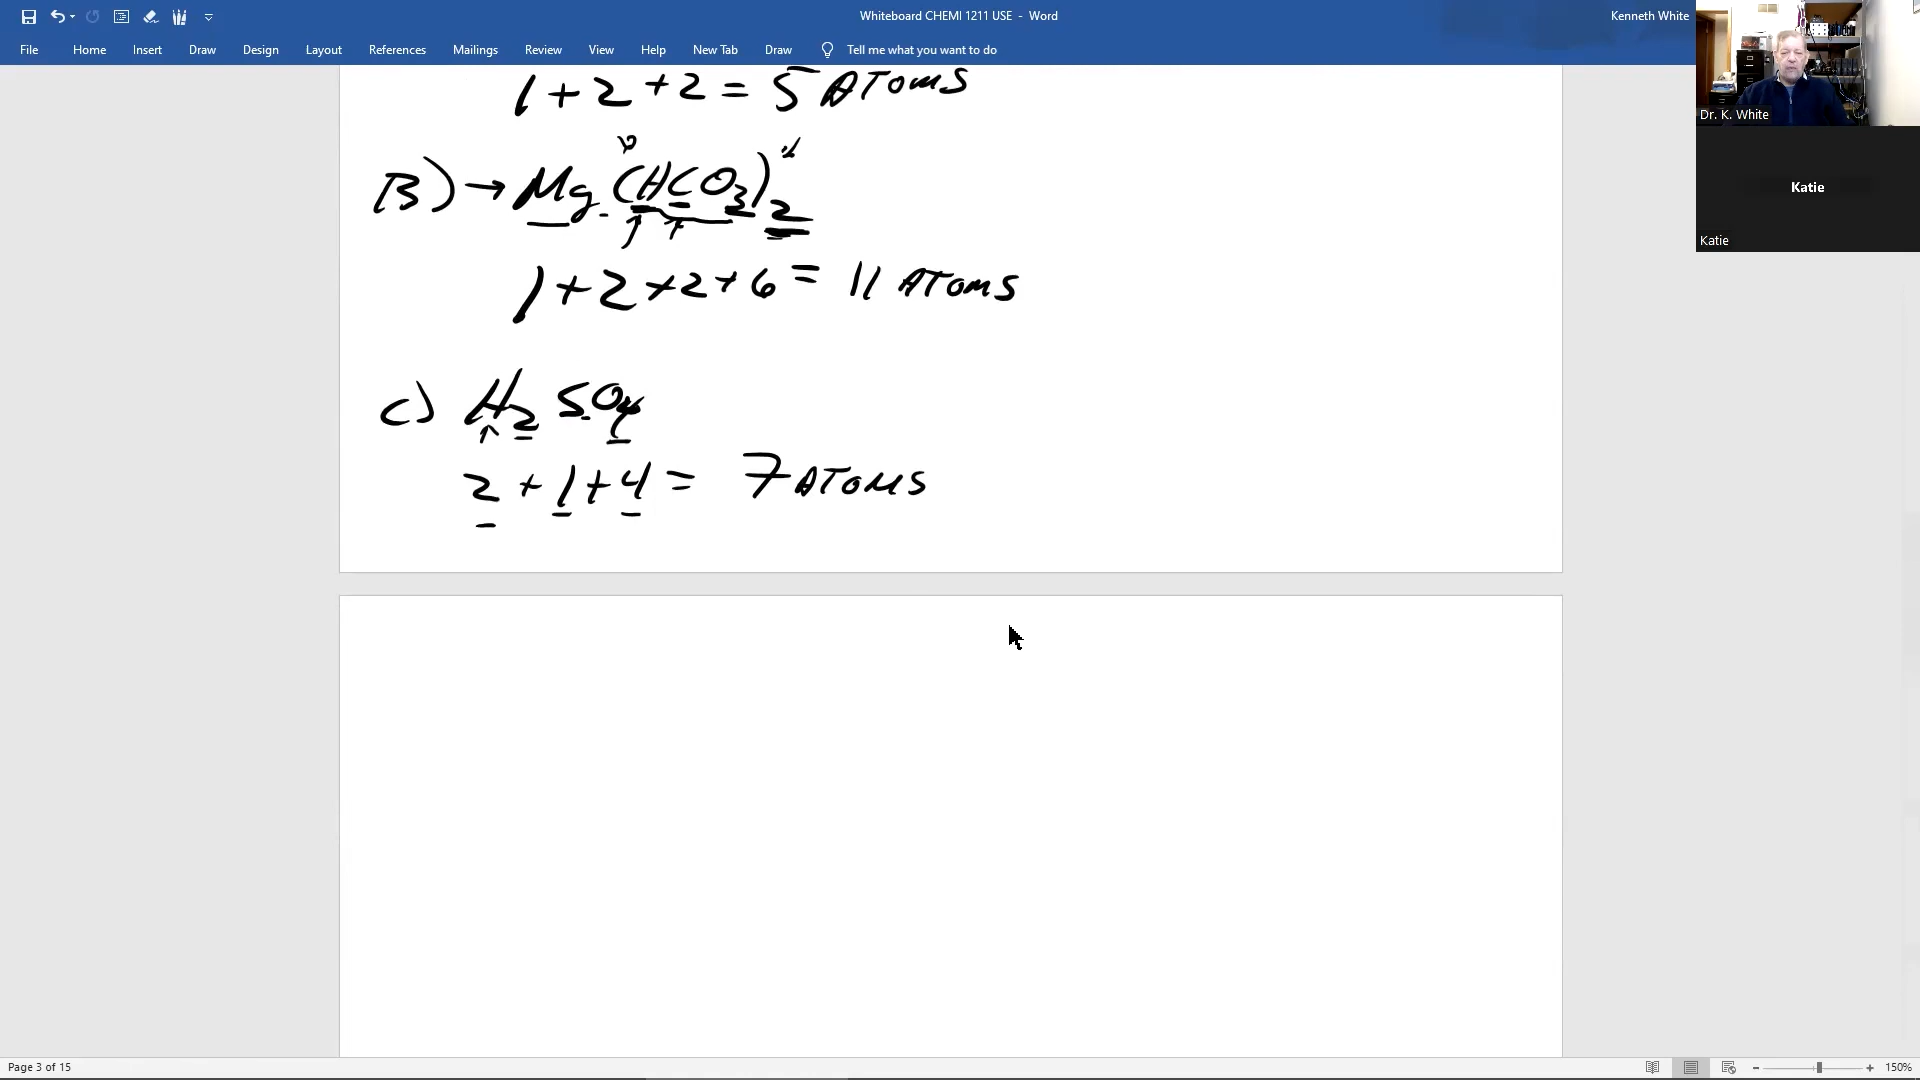 Whiteboard CHEMI 1211 USE - Word
Kenneth White
File Home Insert Draw Design Layout References Mailings Review View Help New Tab Draw Tell me what you want to do
1 + 2 + 2 = 5 ATOMS
B) → Mg (HCO3)2
1 + 2 + 2 + 6 = 11 ATOMS
C) H2SO4
2 + 1 + 4 = 7 ATOMS
Dr. K. White
Katie
Katie
Page 3 of 15
150%